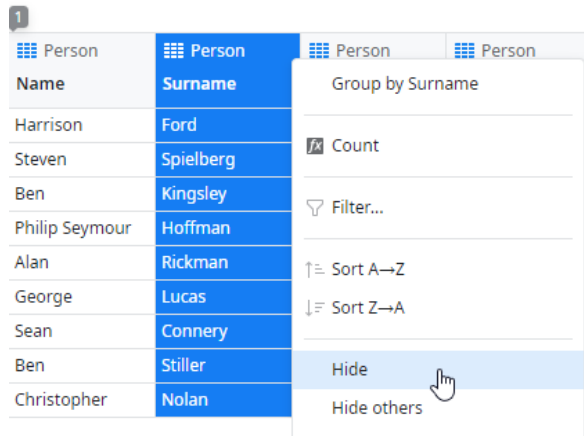 1
Person Person Person Person
Name Surname
Group by Surname
Harrison Ford
fx Count
Steven Spielberg
Ben Kingsley
Filter...
Philip Seymour Hoffman
Alan Rickman
Sort A→Z
George Lucas
Sort Z→A
Sean Connery
Ben Stiller
Hide
Christopher Nolan
Hide others